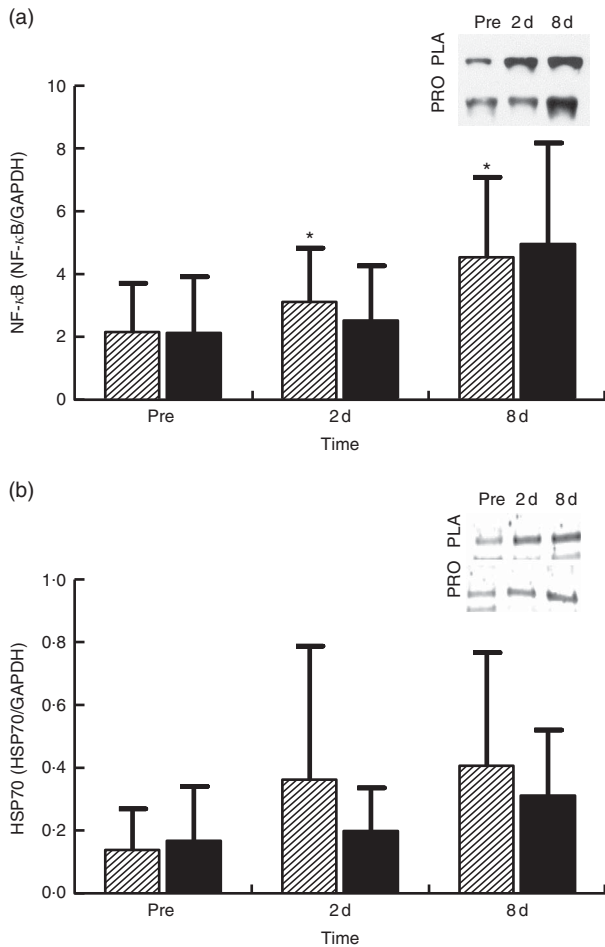 (a)
Pre 2 d 8 d
PLA
PRO
10
8
6
4
2
0
NF-κB (NF-κB/GAPDH)
*
*
Pre 2 d 8 d
Time
(b)
Pre 2 d 8 d
PLA
PRO
1·0
0·8
0·6
0·4
0·2
0·0
HSP70 (HSP70/GAPDH)
Pre 2 d 8 d
Time